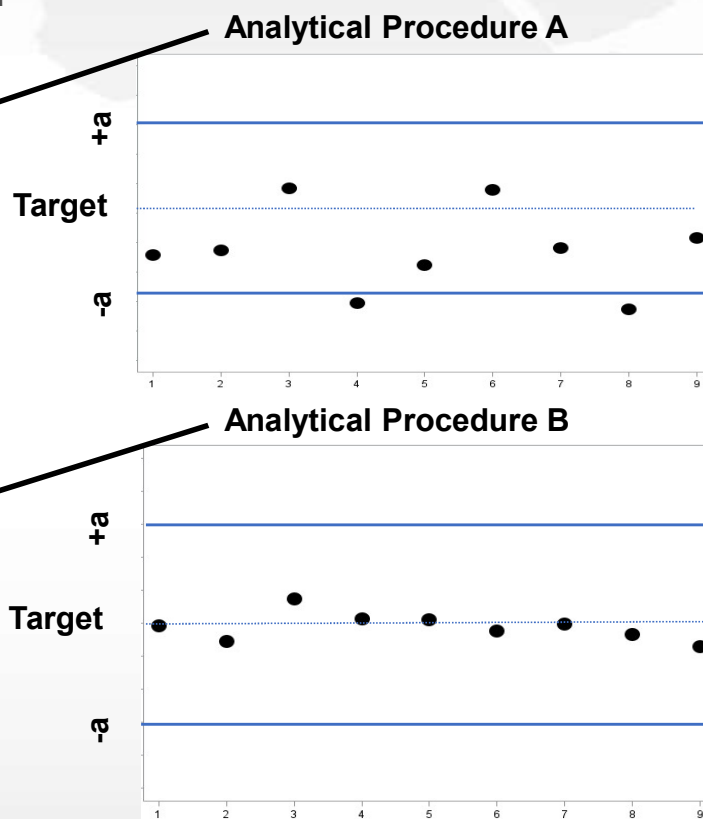 Analytical Procedure A
+a
Target
-a
1 2 3 4 5 6 7 8 9
Analytical Procedure B
+a
Target
-a
1 2 3 4 5 6 7 8 9